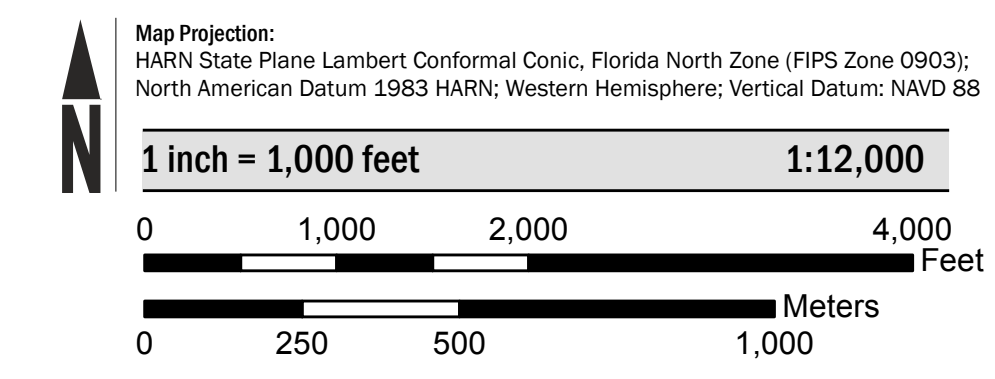 Map Projection:
HARN State Plane Lambert Conformal Conic, Florida North Zone (FIPS Zone 0903);
North American Datum 1983 HARN; Western Hemisphere; Vertical Datum: NAVD 88
N
1 inch = 1,000 feet 1:12,000
0 1,000 2,000 4,000
Feet
Meters
0 250 500 1,000